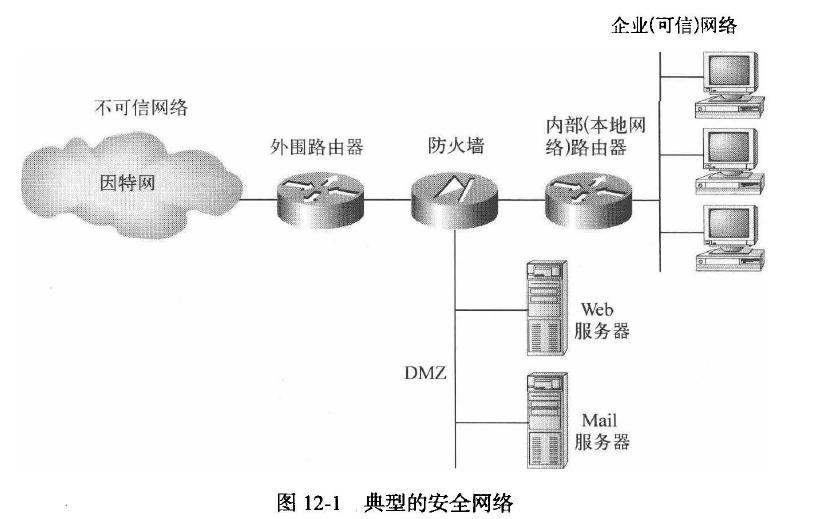 企业(可信)网络
不可信网络
因特网
外围路由器
防火墙
内部(本地网
络)路由器
Web
服务器
DMZ
Mail
服务器
图 12-1 典型的安全网络